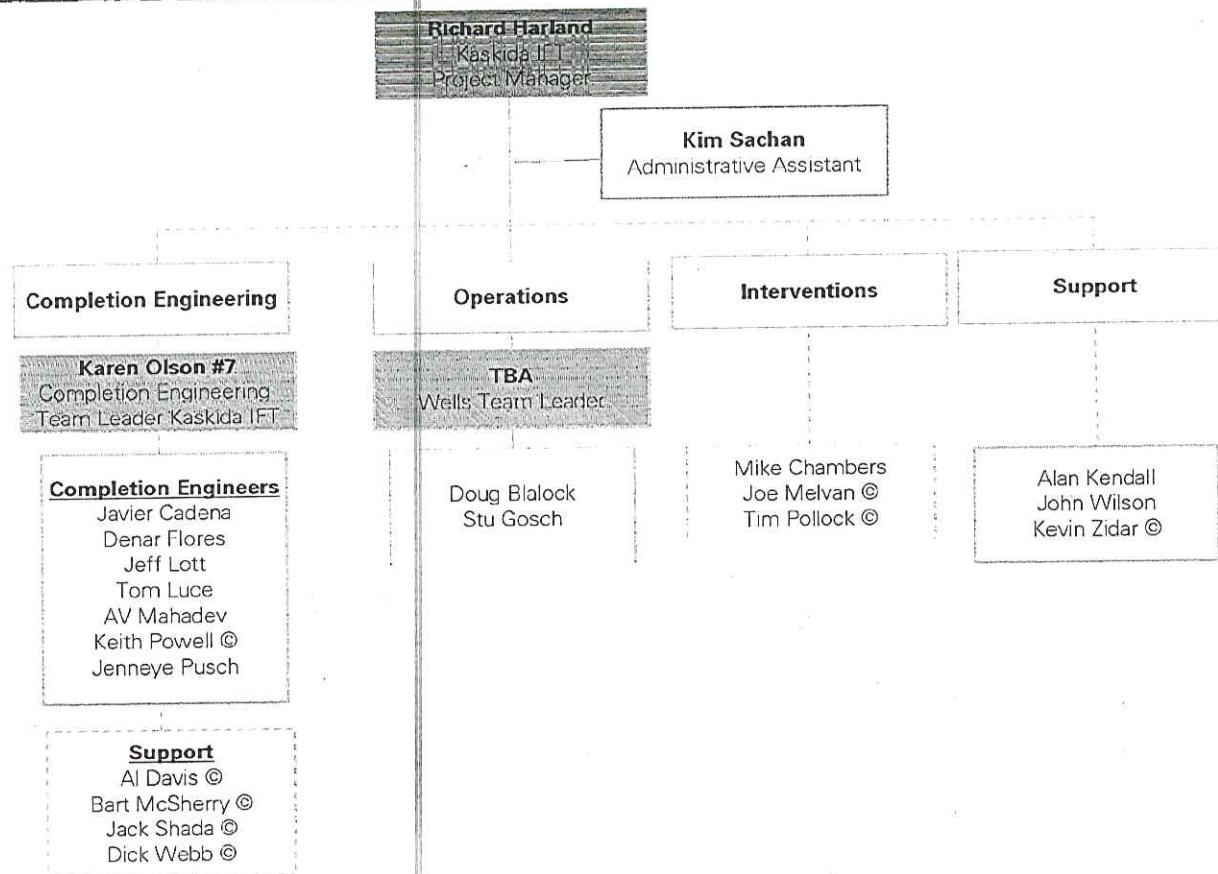 Richard Harland
Kaskida IFT
Project Manager
Kim Sachan
Administrative Assistant
Completion Engineering
Operations
Interventions
Support
Karen Olson #7
Completion Engineering
Team Leader Kaskida IFT
TBA
Wells Team Leader
Completion Engineers
Javier Cadena
Denar Flores
Jeff Lott
Tom Luce
AV Mahadev
Keith Powell ©
Jenneye Pusch
Doug Blalock
Stu Gosch
Mike Chambers
Joe Melvan ©
Tim Pollock ©
Alan Kendall
John Wilson
Kevin Zidar ©
Support
Al Davis ©
Bart McSherry ©
Jack Shada ©
Dick Webb ©